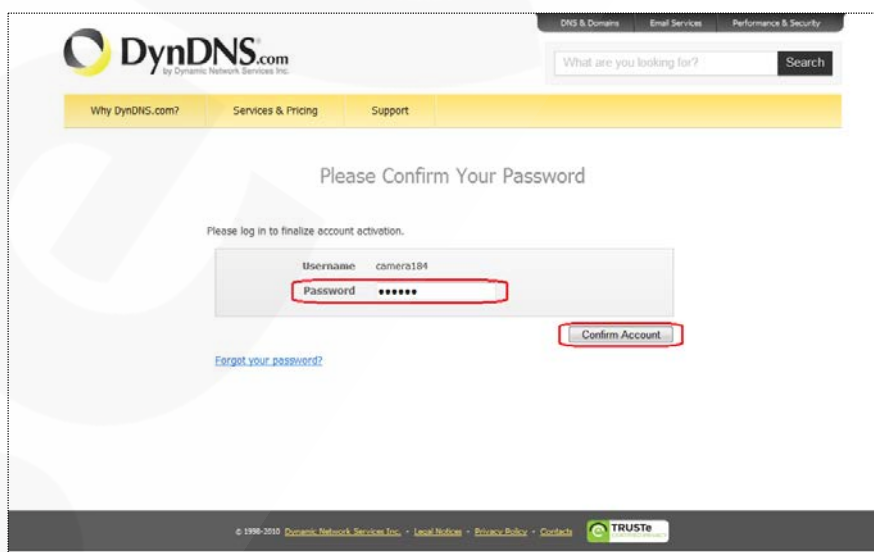 DNS & Domains Email Services Performance & Security
DynDNS.com
by Dynamic Network Services Inc.
What are you looking for? Search
Why DynDNS.com? Services & Pricing Support
Please Confirm Your Password
Please log in to finalize account activation.
Username camera184
Password ●●●●●●
Confirm Account
Forgot your password?
© 1998-2010 Dynamic Network Services Inc. - Legal Notices - Privacy Policy - Contacts TRUSTe